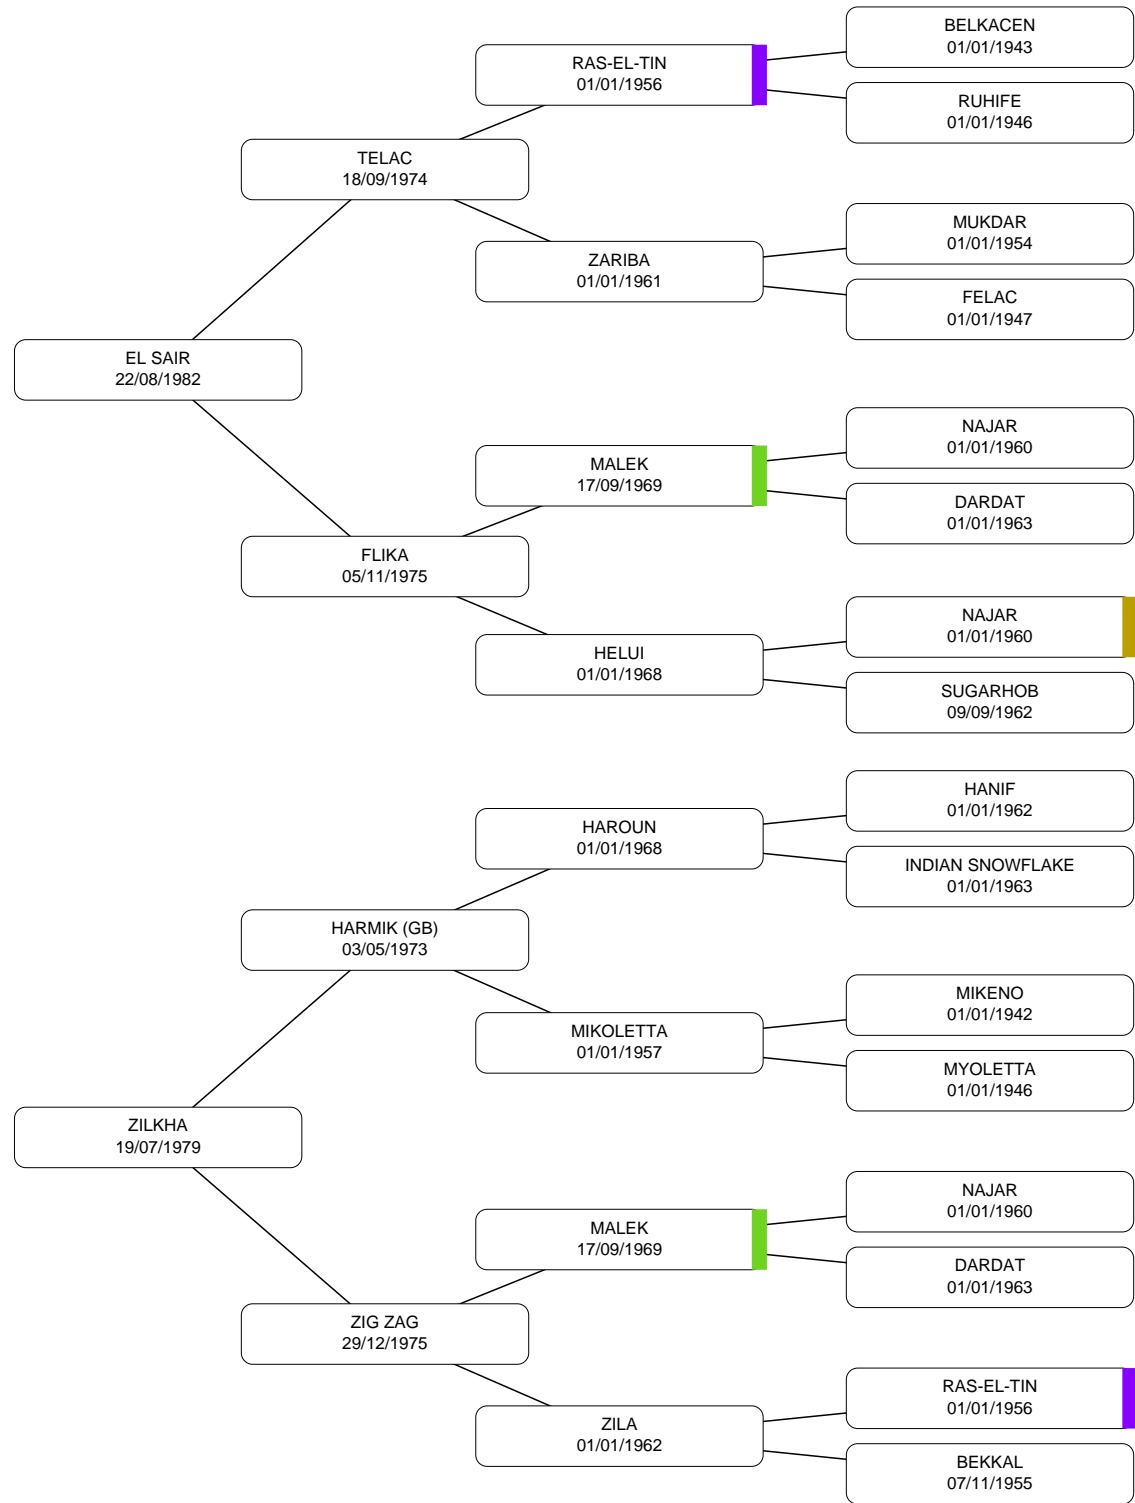 BELKACEN
01/01/1943
RAS-EL-TIN
01/01/1956
RUHIFE
01/01/1946
TELAC
18/09/1974
MUKDAR
01/01/1954
ZARIBA
01/01/1961
FELAC
01/01/1947
EL SAIR
22/08/1982
NAJAR
01/01/1960
MALEK
17/09/1969
DARDAT
01/01/1963
FLIKA
05/11/1975
NAJAR
01/01/1960
HELUI
01/01/1968
SUGARHOB
09/09/1962
HANIF
01/01/1962
HAROUN
01/01/1968
INDIAN SNOWFLAKE
01/01/1963
HARMIK (GB)
03/05/1973
MIKENO
01/01/1942
MIKOLETTA
01/01/1957
MYOLETTA
01/01/1946
ZILKHA
19/07/1979
NAJAR
01/01/1960
MALEK
17/09/1969
DARDAT
01/01/1963
ZIG ZAG
29/12/1975
RAS-EL-TIN
01/01/1956
ZILA
01/01/1962
BEKKAL
07/11/1955